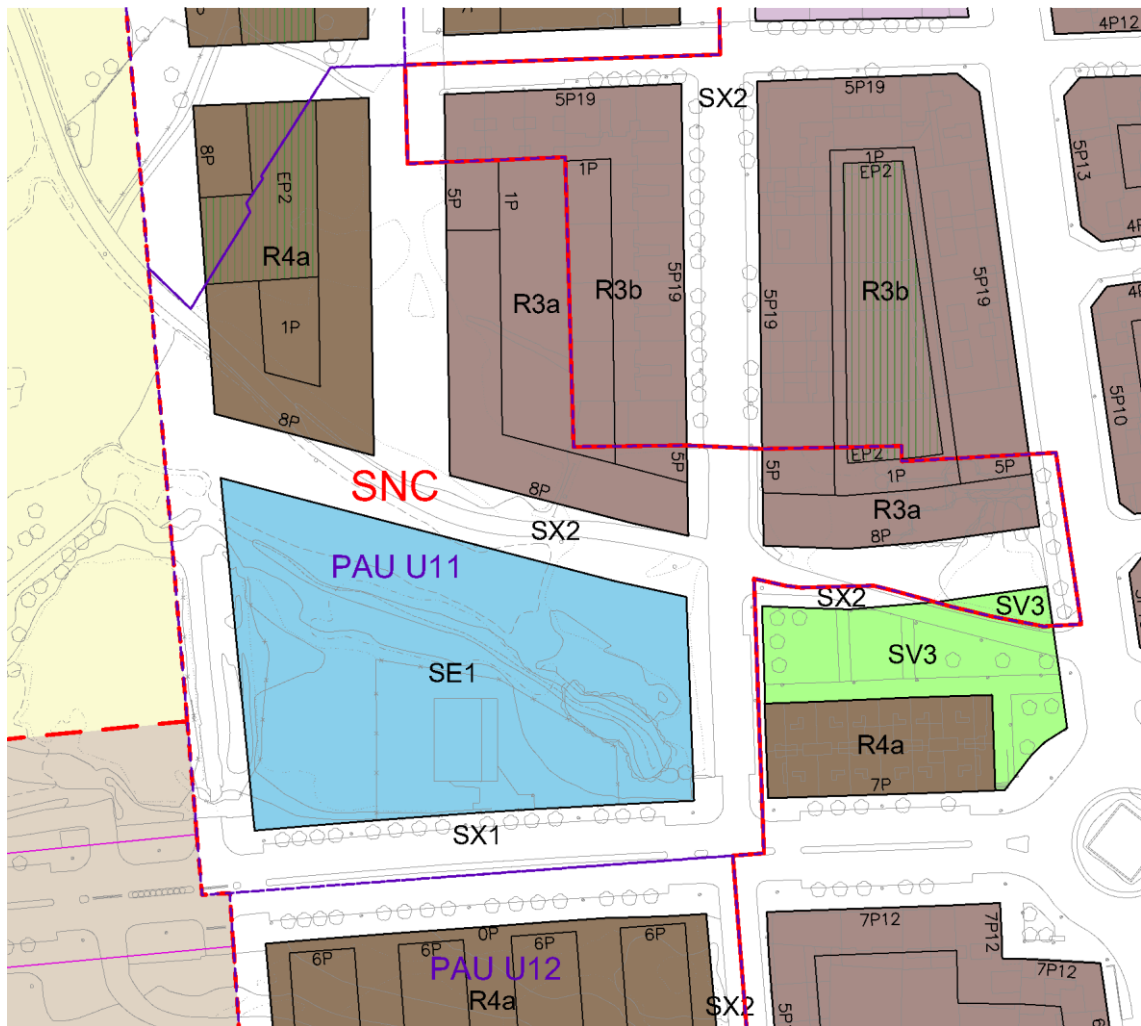 4P12
5P19
SX2
5P19
8P
EP2
1P
1P
EP2
5P13
5P
1P
4P
R4a
R3a
R3b
5P19
5P19
R3b
5P19
4P
1P
5P10
8P
EP2
5P
5P
1P
5P
SNC
8P
R3a
SX2
8P
PAU U11
SX2
SV3
SV3
SE1
R4a
7P
SX1
0P
6P
6P
6P
6P
7P12
7P12
PAU U12
7P12
R4a
SX2